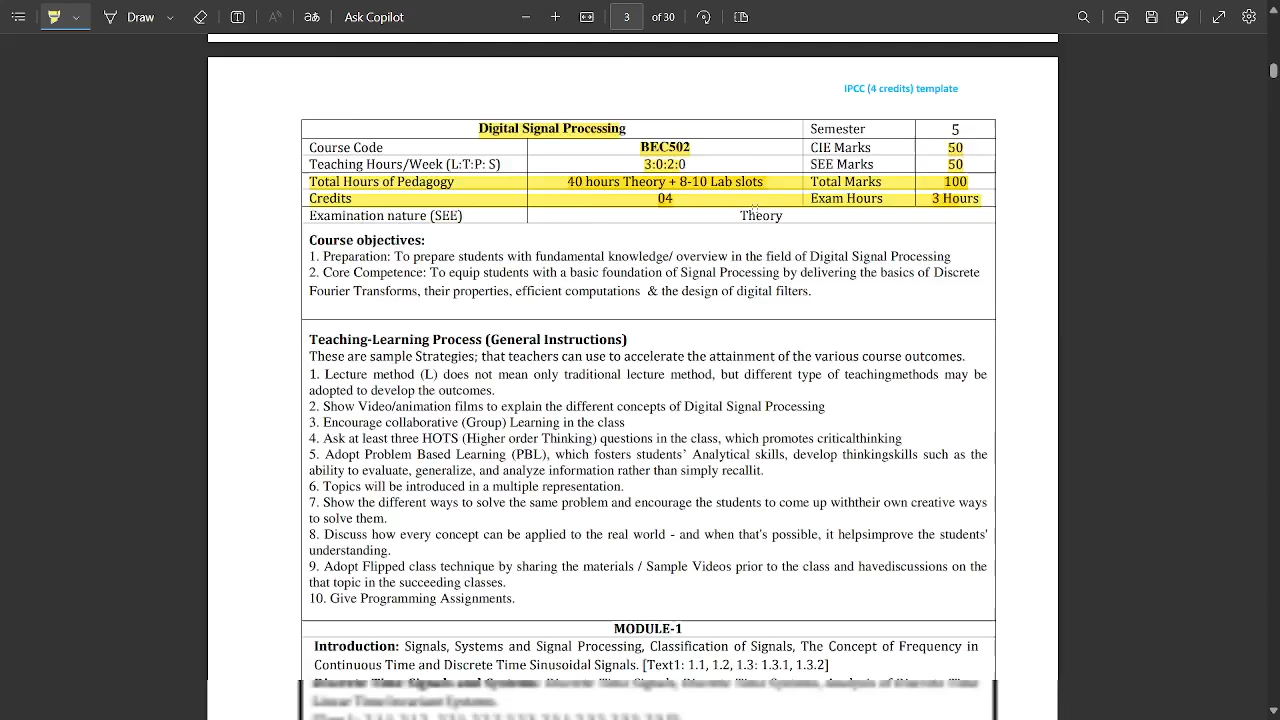 Draw
Ask Copilot
3 of 30
IPCC (4 credits) template
Digital Signal Processing Semester 5
Course Code BEC502 CIE Marks 50
Teaching Hours/Week (L:T:P: S) 3:0:2:0 SEE Marks 50
Total Hours of Pedagogy 40 hours Theory + 8-10 Lab slots Total Marks 100
Credits 04 Exam Hours 3 Hours
Examination nature (SEE) Theory
Course objectives:
1. Preparation: To prepare students with fundamental knowledge/ overview in the field of Digital Signal Processing
2. Core Competence: To equip students with a basic foundation of Signal Processing by delivering the basics of Discrete
Fourier Transforms, their properties, efficient computations & the design of digital filters.
Teaching-Learning Process (General Instructions)
These are sample Strategies; that teachers can use to accelerate the attainment of the various course outcomes.
1. Lecture method (L) does not mean only traditional lecture method, but different type of teachingmethods may be
adopted to develop the outcomes.
2. Show Video/animation films to explain the different concepts of Digital Signal Processing
3. Encourage collaborative (Group) Learning in the class
4. Ask at least three HOTS (Higher order Thinking) questions in the class, which promotes criticalthinking
5. Adopt Problem Based Learning (PBL), which fosters students' Analytical skills, develop thinkingskills such as the
ability to evaluate, generalize, and analyze information rather than simply recallit.
6. Topics will be introduced in a multiple representation.
7. Show the different ways to solve the same problem and encourage the students to come up withtheir own creative ways
to solve them.
8. Discuss how every concept can be applied to the real world - and when that's possible, it helpsimprove the students'
understanding.
9. Adopt Flipped class technique by sharing the materials / Sample Videos prior to the class and havediscussions on the
that topic in the succeeding classes.
10. Give Programming Assignments.
MODULE-1
Introduction: Signals, Systems and Signal Processing, Classification of Signals, The Concept of Frequency in
Continuous Time and Discrete Time Sinusoidal Signals. [Text1: 1.1, 1.2, 1.3: 1.3.1, 1.3.2]